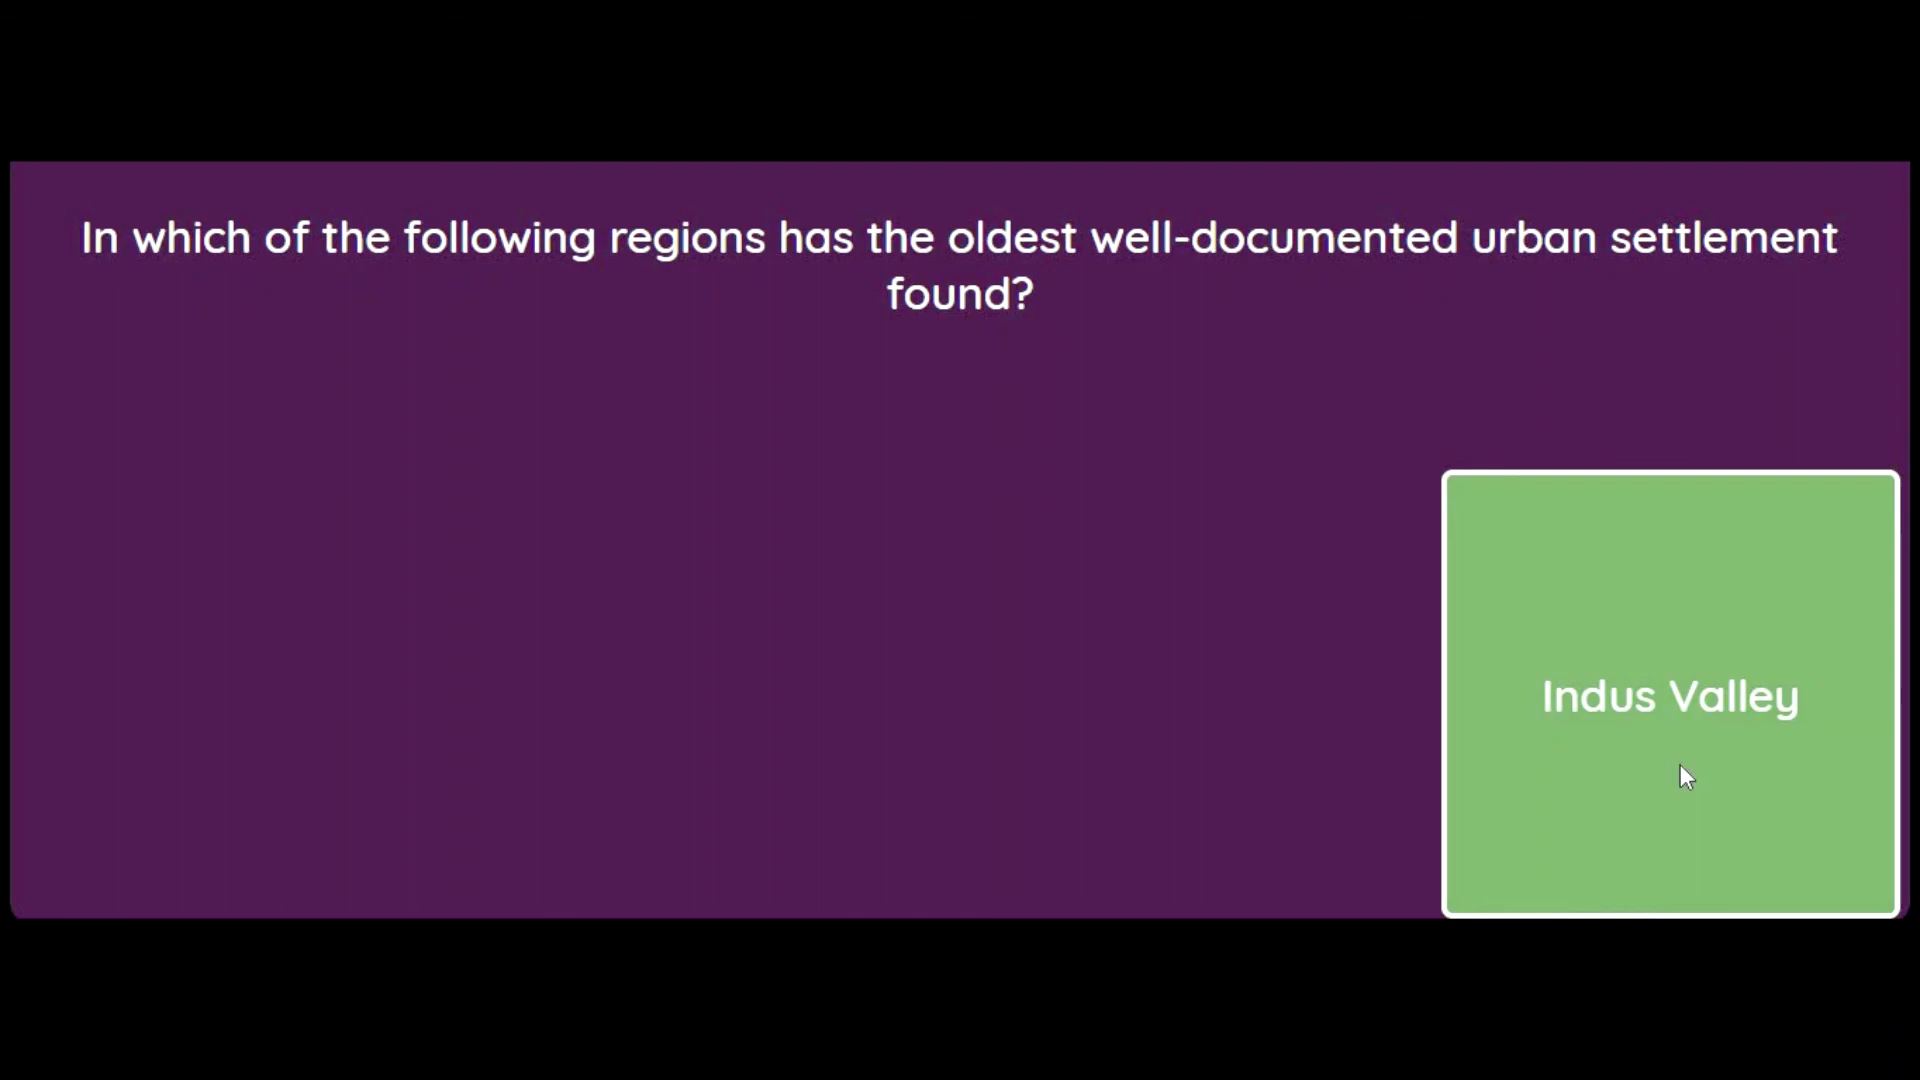 In which of the following regions has the oldest well-documented urban settlement
found?
Indus Valley